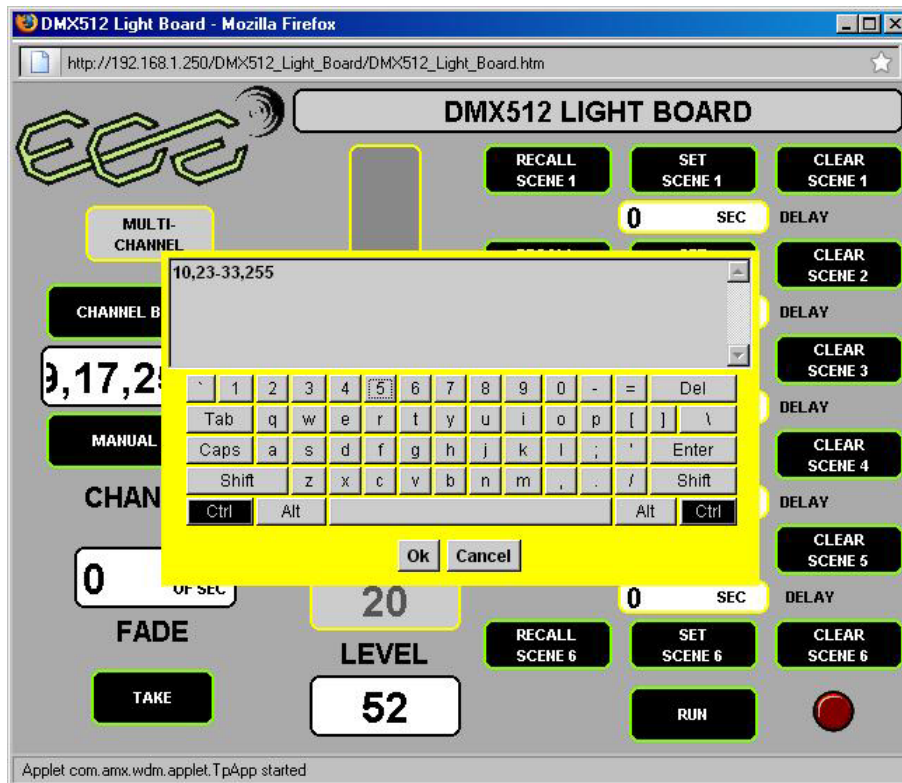 DMX512 Light Board - Mozilla Firefox
http://192.168.1.250/DMX512_Light_Board/DMX512_Light_Board.htm
DMX512 LIGHT BOARD
RECALL SCENE 1
SET SCENE 1
CLEAR SCENE 1
MULTI-
CHANNEL
0 SEC DELAY
CLEAR SCENE 2
10,23-33,255
CHANNEL B
DELAY
9,17,2
CLEAR SCENE 3
DELAY
MANUAL
CLEAR SCENE 4
CHAN
DELAY
` 1 2 3 4 5 6 7 8 9 0 - = Del
Tab q w e r t y u i o p [ ] \
Caps a s d f g h j k l ; ' Enter
Shift z x c v b n m , . / Shift
Ctrl Alt Alt Ctrl
Ok Cancel
CLEAR SCENE 5
0 OF SEC
20
0 SEC DELAY
FADE
LEVEL
RECALL SCENE 6
SET SCENE 6
CLEAR SCENE 6
TAKE
52
RUN
Applet com.amx.wdm.applet.TpApp started